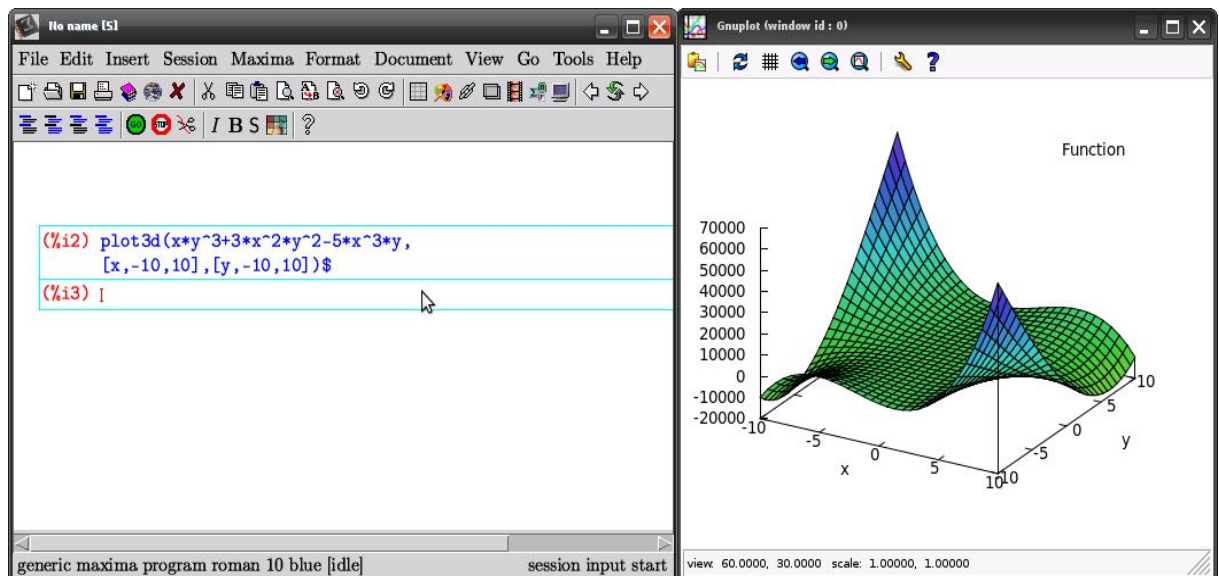 No name [5]
File Edit Insert Session Maxima Format Document View Go Tools Help
GO STOP I B S ?
(%i2) plot3d(x*y^3+3*x^2*y^2-5*x^3*y,
[x,-10,10],[y,-10,10])$
(%i3)
generic maxima program roman 10 blue [idle] session input start
Gnuplot (window id : 0)
?
Function
70000
60000
50000
40000
30000
20000
10000
0
-10000
-20000
-10
-5
0
5
10
x
-10
-5
0
5
10
y
view: 60.0000, 30.0000 scale: 1.00000, 1.00000